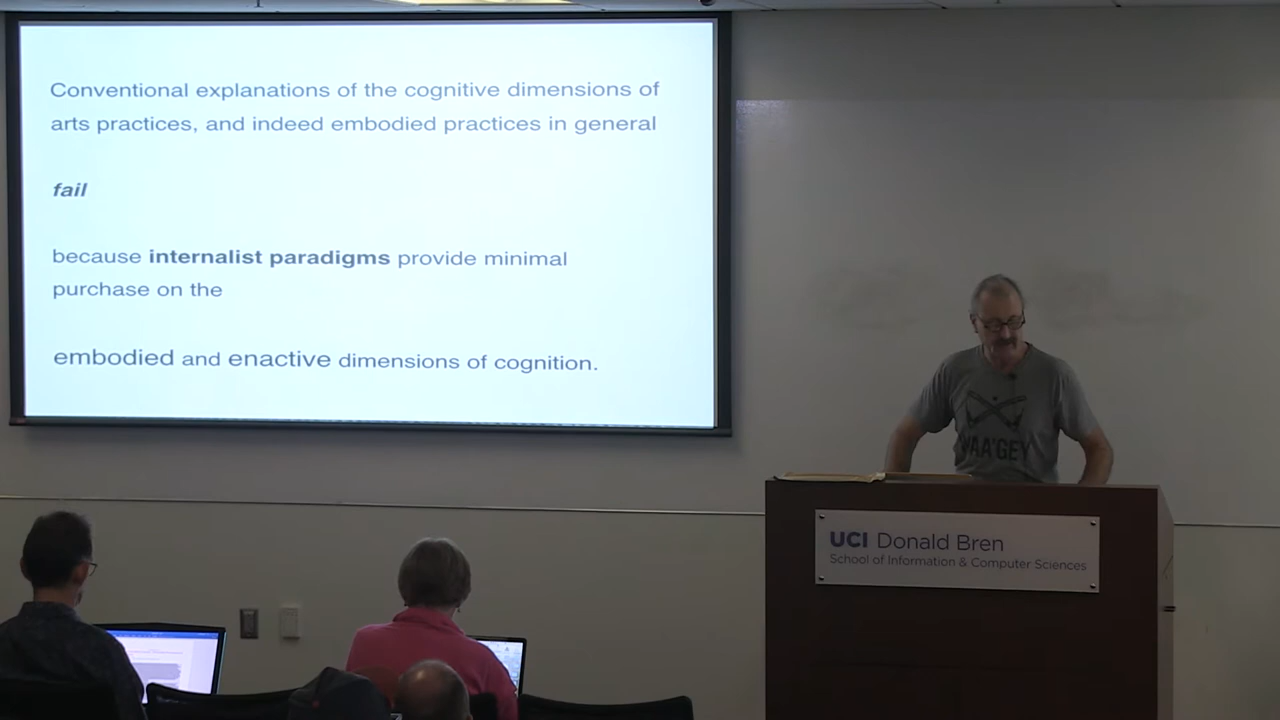 Conventional explanations of the cognitive dimensions of
arts practices, and indeed embodied practices in general
fail
because internalist paradigms provide minimal
purchase on the
embodied and enactive dimensions of cognition.
UCI Donald Bren
School of Information & Computer Sciences